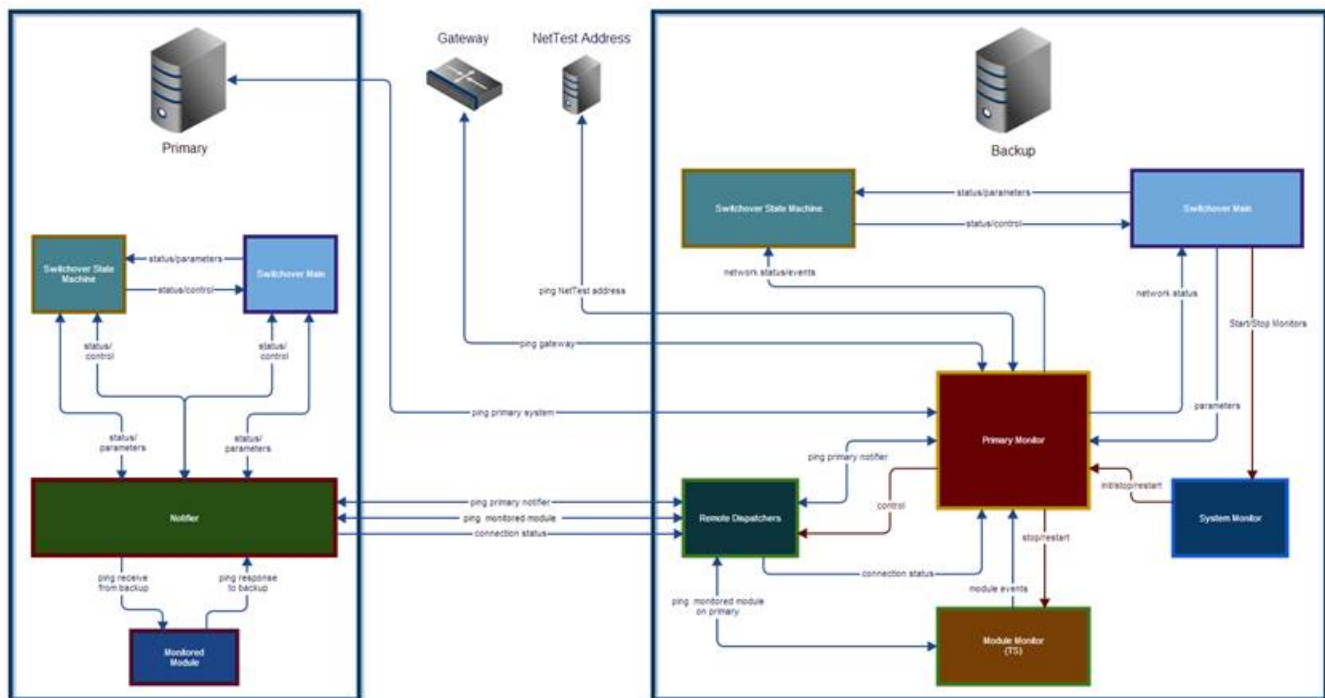 Gateway
NetTest Address
Primary
Backup
Switchover State Machine
status/parameters
status/control
Switchover Main
network status/events
network status
Start/Stop Monitors
ping NetTest address
ping gateway
Switchover State
Machine
status/parameters
status/control
Switchover Main
status/
control
status/
control
ping primary system
parameters
status/
parameters
status/
parameters
Primary Monitor
ping primary notifier
control
init/stop/restart
Notifier
ping primary notifier
ping monitored module
connection status
Remote Dispatchers
System Monitor
stop/restart
connection status
module events
ping receive
from backup
ping response
to backup
ping monitored module
on primary
Monitored
Module
Module Monitor
(TS)